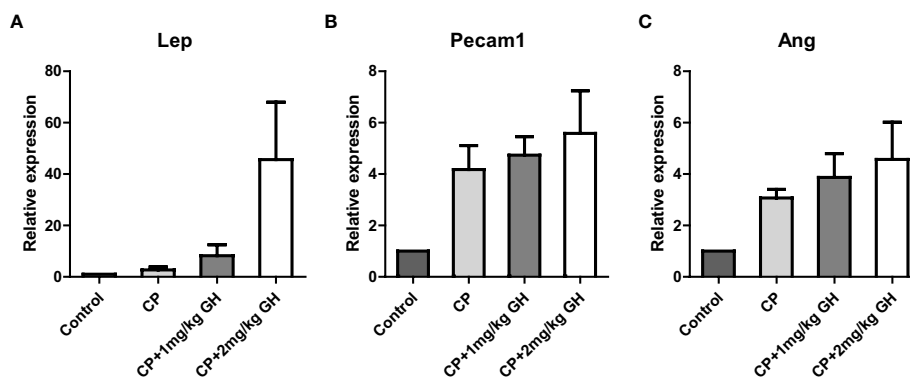 A
Lep
Relative expression
80
60
40
20
0
Control
CP
CP+1mg/kg GH
CP+2mg/kg GH
B
Pecam1
Relative expression
8
6
4
2
0
Control
CP
CP+1mg/kg GH
CP+2mg/kg GH
C
Ang
Relative expression
8
6
4
2
0
Control
CP
CP+1mg/kg GH
CP+2mg/kg GH